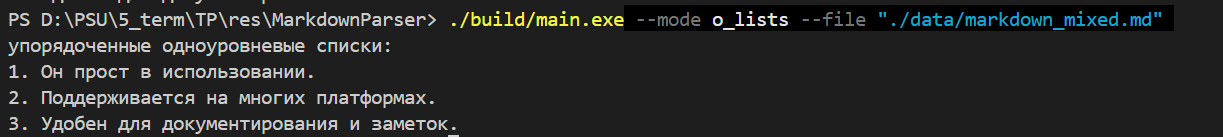 PS D:\PSU\5_term\TP\res\MarkdownParser> ./build/main.exe --mode o_lists --file "./data/markdown_mixed.md"
упорядоченные одноуровневые списки:
1. Он прост в использовании.
2. Поддерживается на многих платформах.
3. Удобен для документирования и заметок.